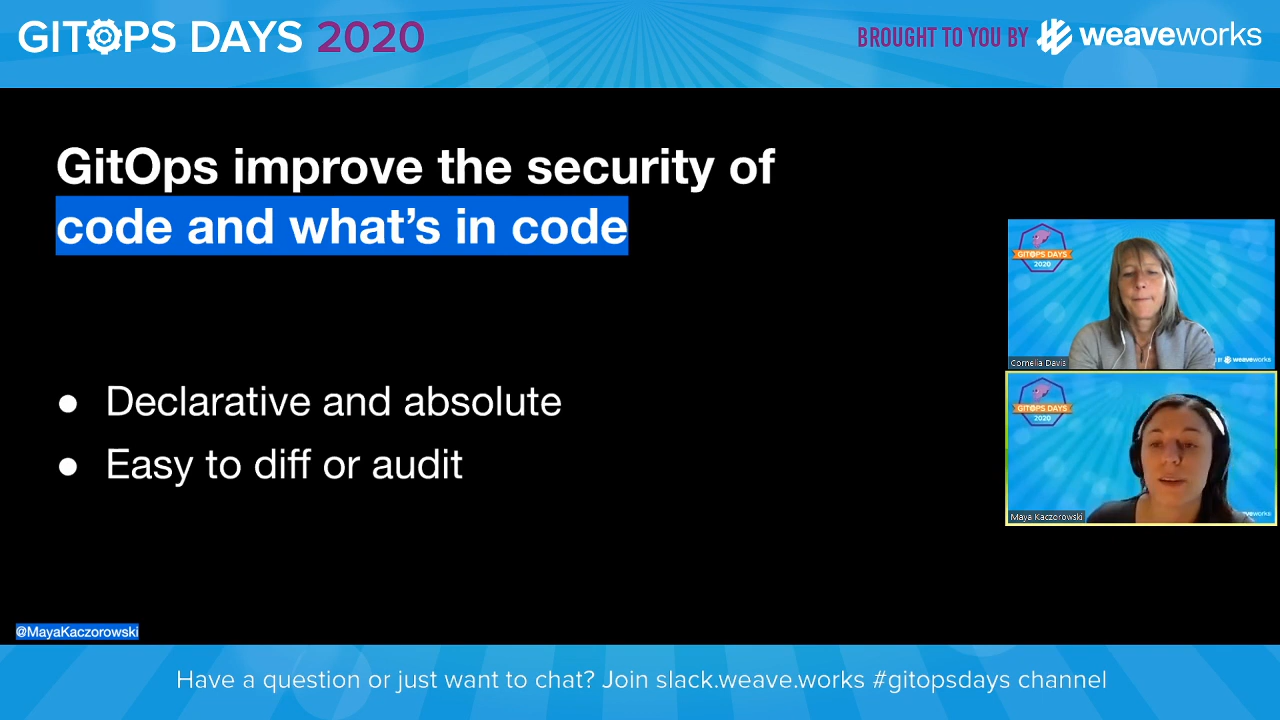 GITOPS DAYS 2020
BROUGHT TO YOU BY weaveworks
GitOps improve the security of
code and what's in code
● Declarative and absolute
● Easy to diff or audit
GITOPS DAYS
2020
BY weaveworks
Cornelia Davis
GITOPS DAYS
2020
weaveworks
Maya Kaczorowski
@MayaKaczorowski
Have a question or just want to chat? Join slack.weave.works #gitopsdays channel